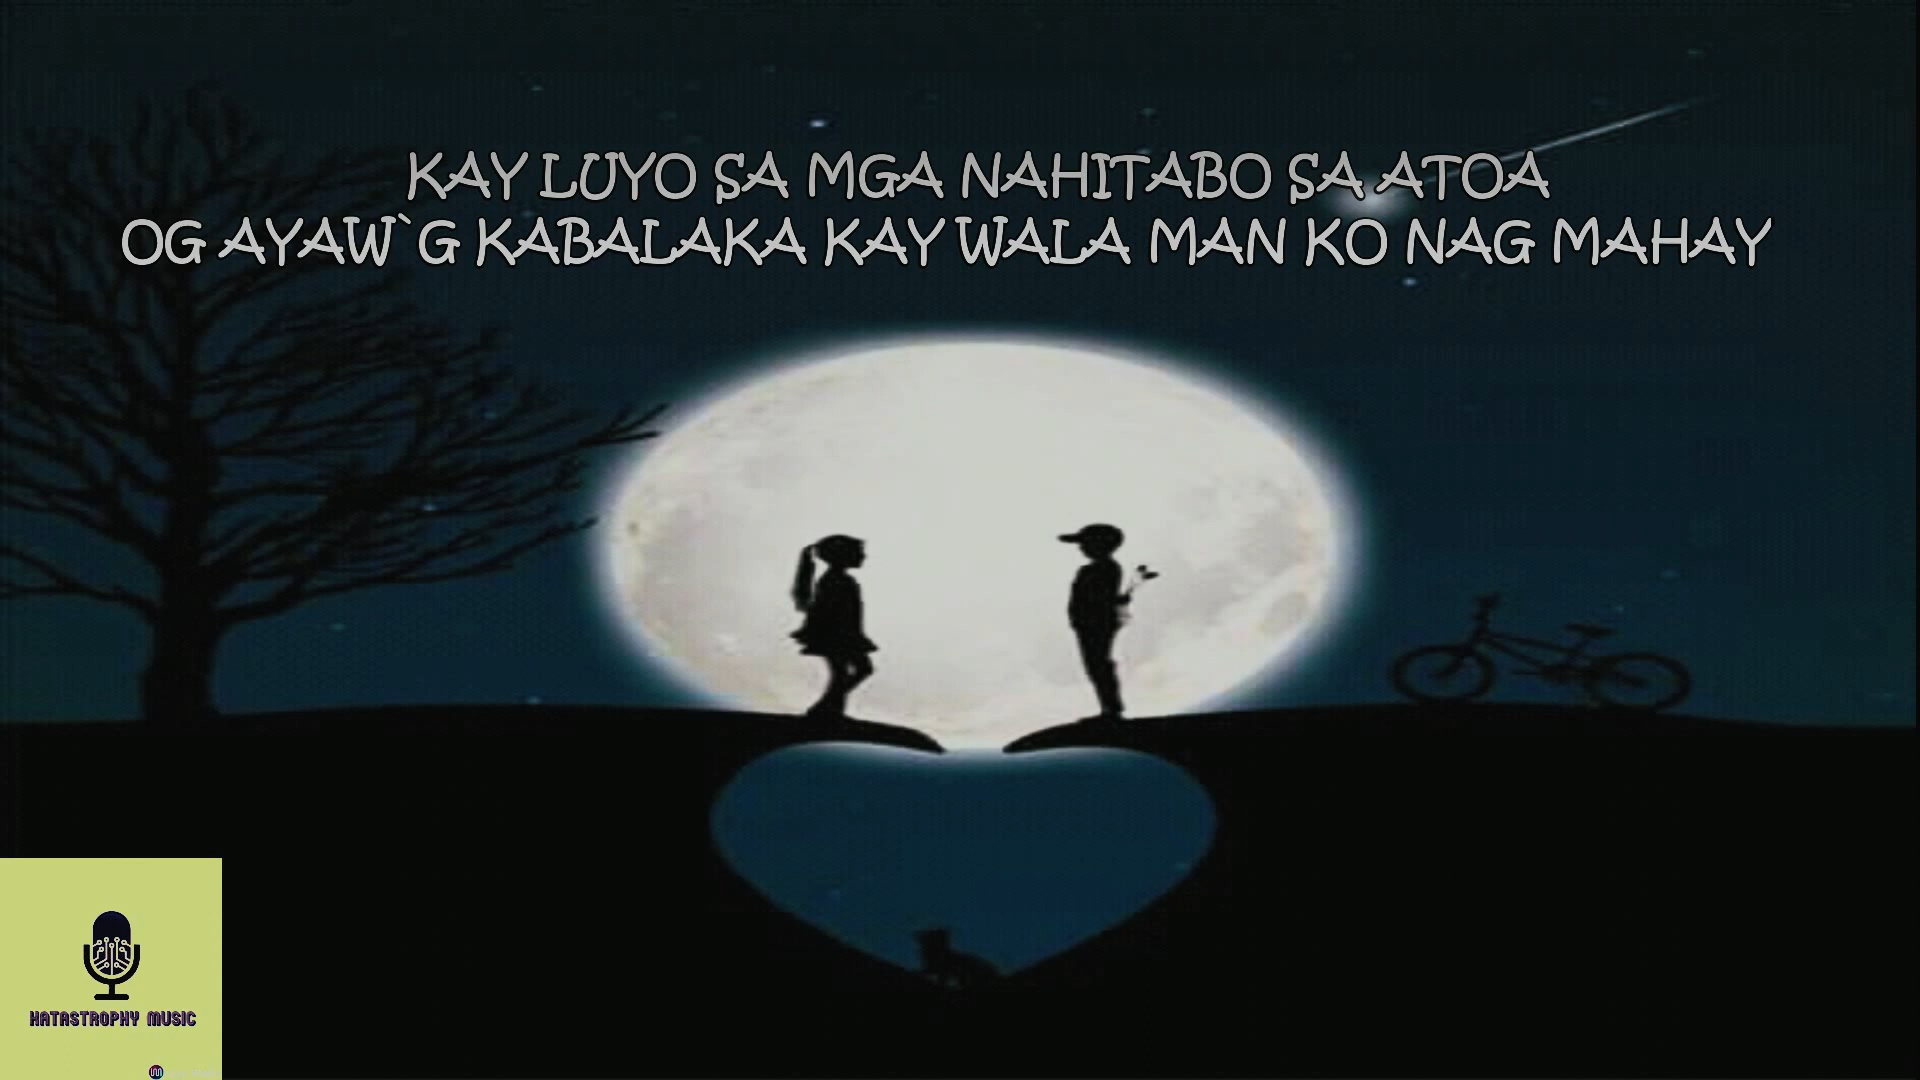 KAY LUYO SA MGA NAHITABO SA ATOA
OG AYAW`G KABALAKA KAY WALA MAN KO NAG MAHAY
KATASTROPHY MUSIC